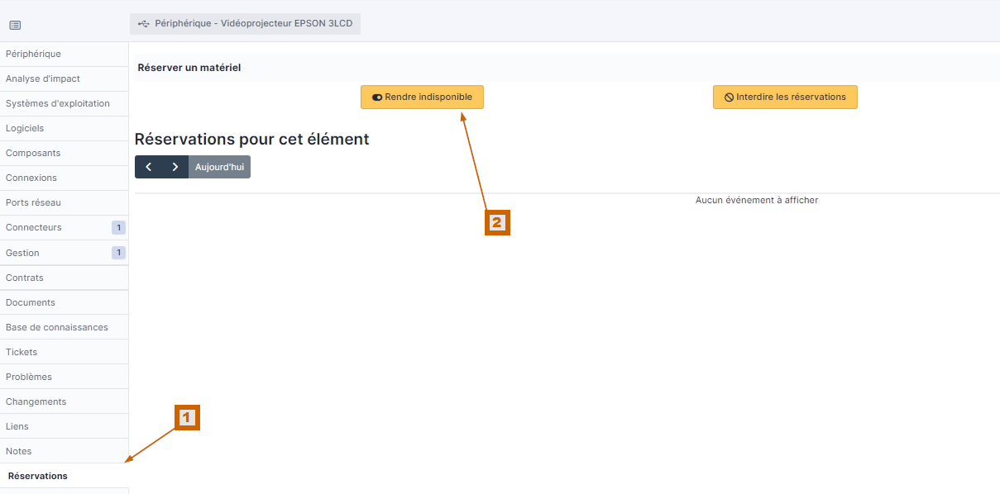 Périphérique - Vidéoprojecteur EPSON 3LCD
Périphérique
Analyse d'impact
Systèmes d'exploitation
Logiciels
Composants
Connexions
Ports réseau
Connecteurs 1
Gestion 1
Contrats
Documents
Base de connaissances
Tickets
Problèmes
Changements
Liens
Notes
Réservations
Réserver un matériel
Rendre indisponible
Interdire les réservations
Réservations pour cet élément
Aujourd'hui
Aucun événement à afficher
2
1